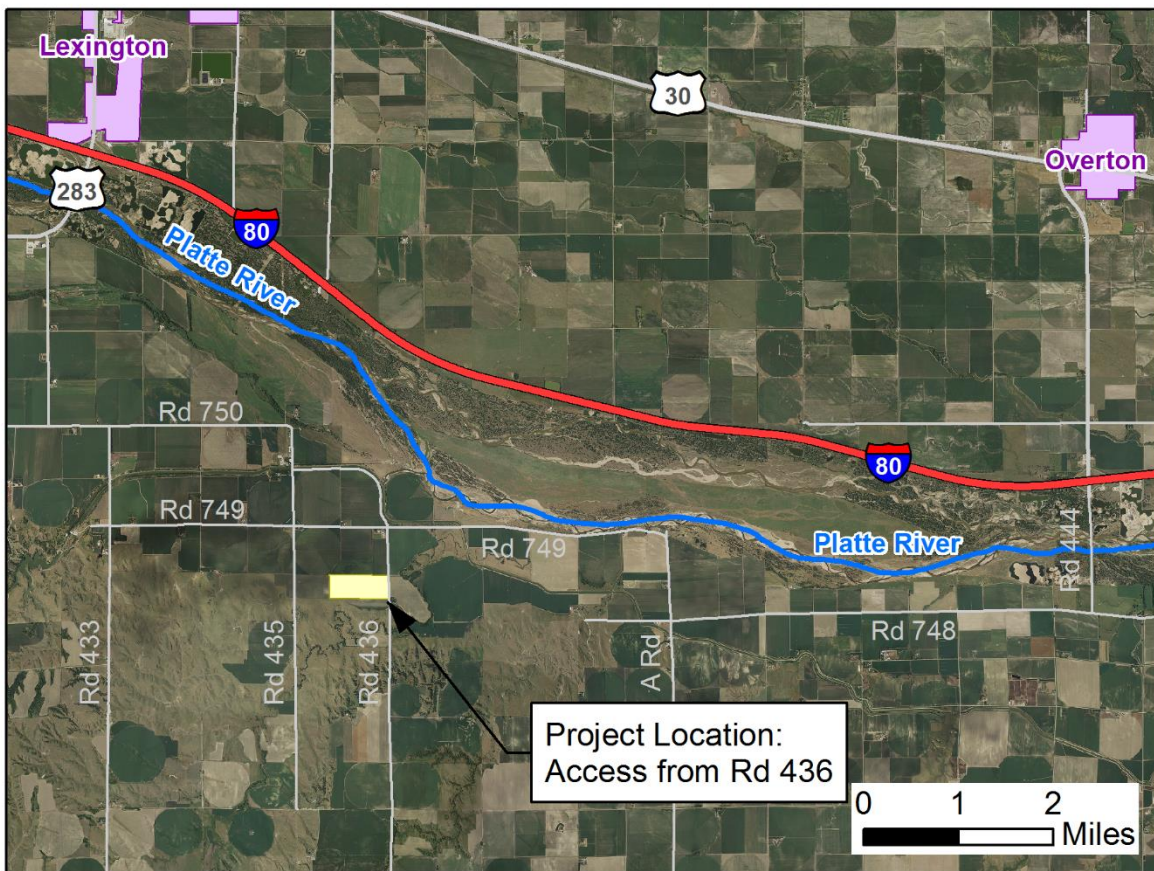 Lexington
30
Overton
283
80
Platte River
Rd 750
80
Rd 749
Rd 749
Platte River
Rd 444
Rd 433
Rd 435
Rd 436
A Rd
Rd 748
Project Location:
Access from Rd 436
0 1 2
Miles